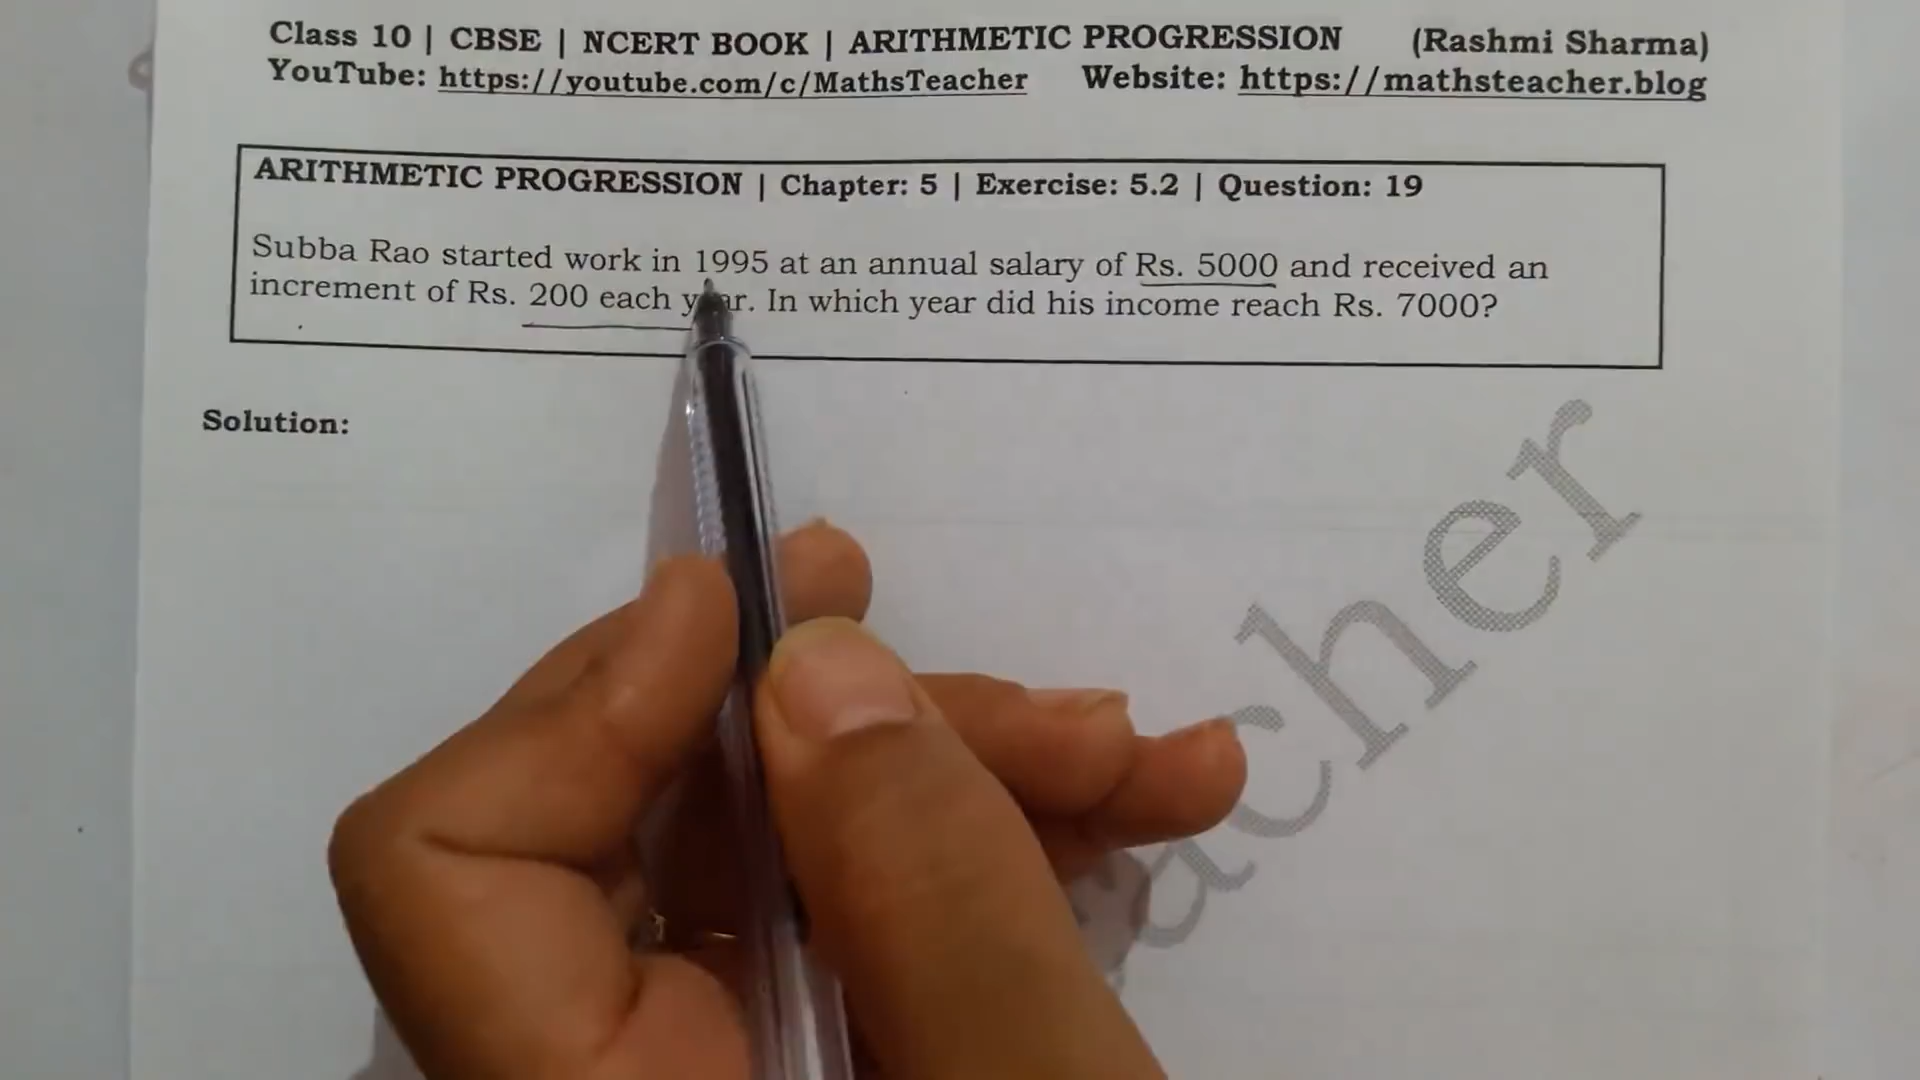 Class 10 | CBSE | NCERT BOOK | ARITHMETIC PROGRESSION (Rashmi Sharma)
YouTube: https://youtube.com/c/MathsTeacher Website: https://mathsteacher.blog
ARITHMETIC PROGRESSION | Chapter: 5 | Exercise: 5.2 | Question: 19
Subba Rao started work in 1995 at an annual salary of Rs. 5000 and received an
increment of Rs. 200 each year. In which year did his income reach Rs. 7000?
Solution:
acher